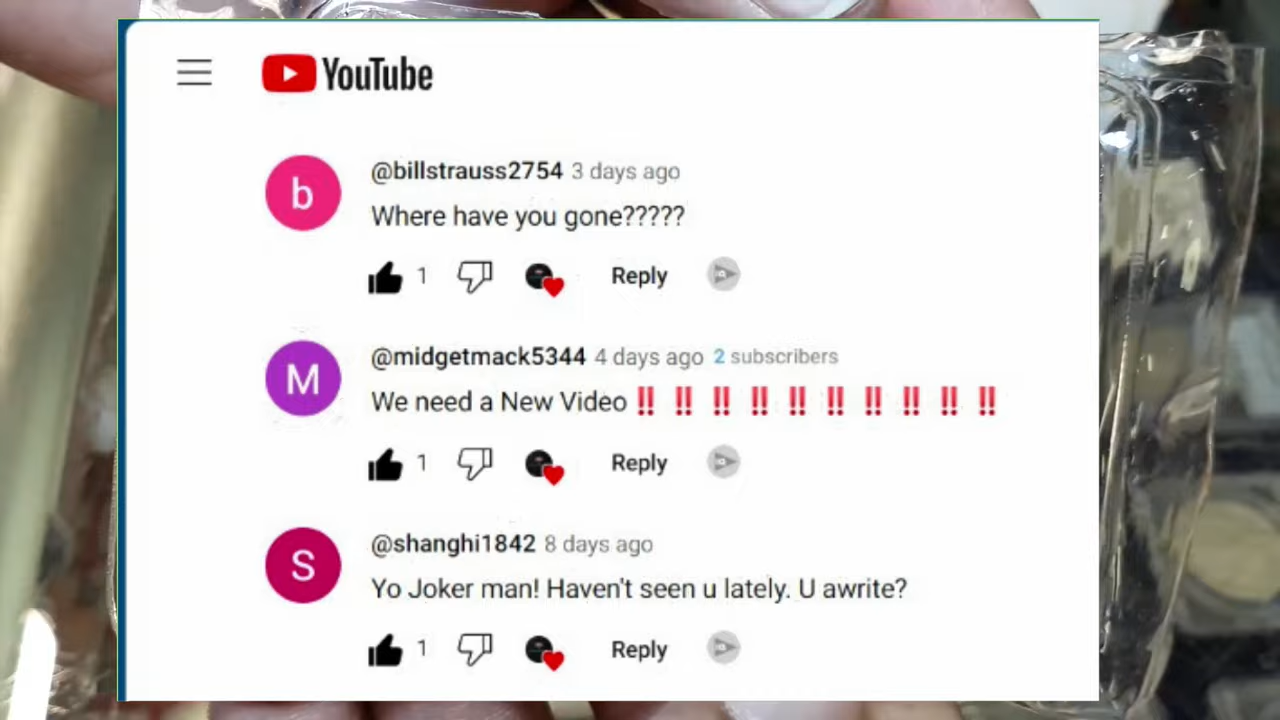 YouTube
b
@billstrauss2754 3 days ago
Where have you gone?????
1 Reply
M
@midgetmack5344 4 days ago 2 subscribers
We need a New Video ‼️ ‼️ ‼️ ‼️ ‼️ ‼️ ‼️ ‼️ ‼️ ‼️
1 Reply
S
@shanghi1842 8 days ago
Yo Joker man! Haven't seen u lately. U awrite?
1 Reply